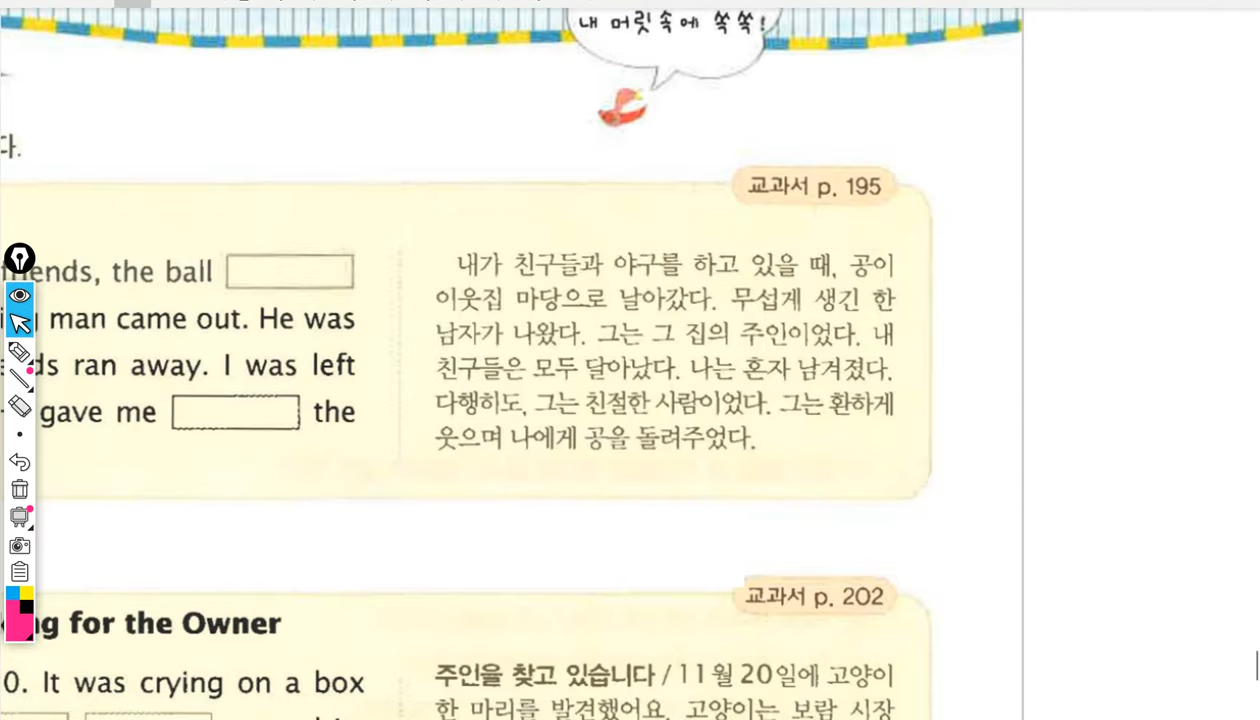 내 머릿속에 쏙쏙!
다.
교과서 p. 195
friends, the ball
man came out. He was
ran away. I was left
gave me the
내가 친구들과 야구를 하고 있을 때, 공이
이웃집 마당으로 날아갔다. 무섭게 생긴 한
남자가 나왔다. 그는 그 집의 주인이었다. 내
친구들은 모두 달아났다. 나는 혼자 남겨졌다.
다행히도, 그는 친절한 사람이었다. 그는 환하게
웃으며 나에게 공을 돌려주었다.
교과서 p. 202
for the Owner
0. It was crying on a box
주인을 찾고 있습니다 / 11월 20일에 고양이
한 마리를 발견했어요. 고양이는 보람 시장